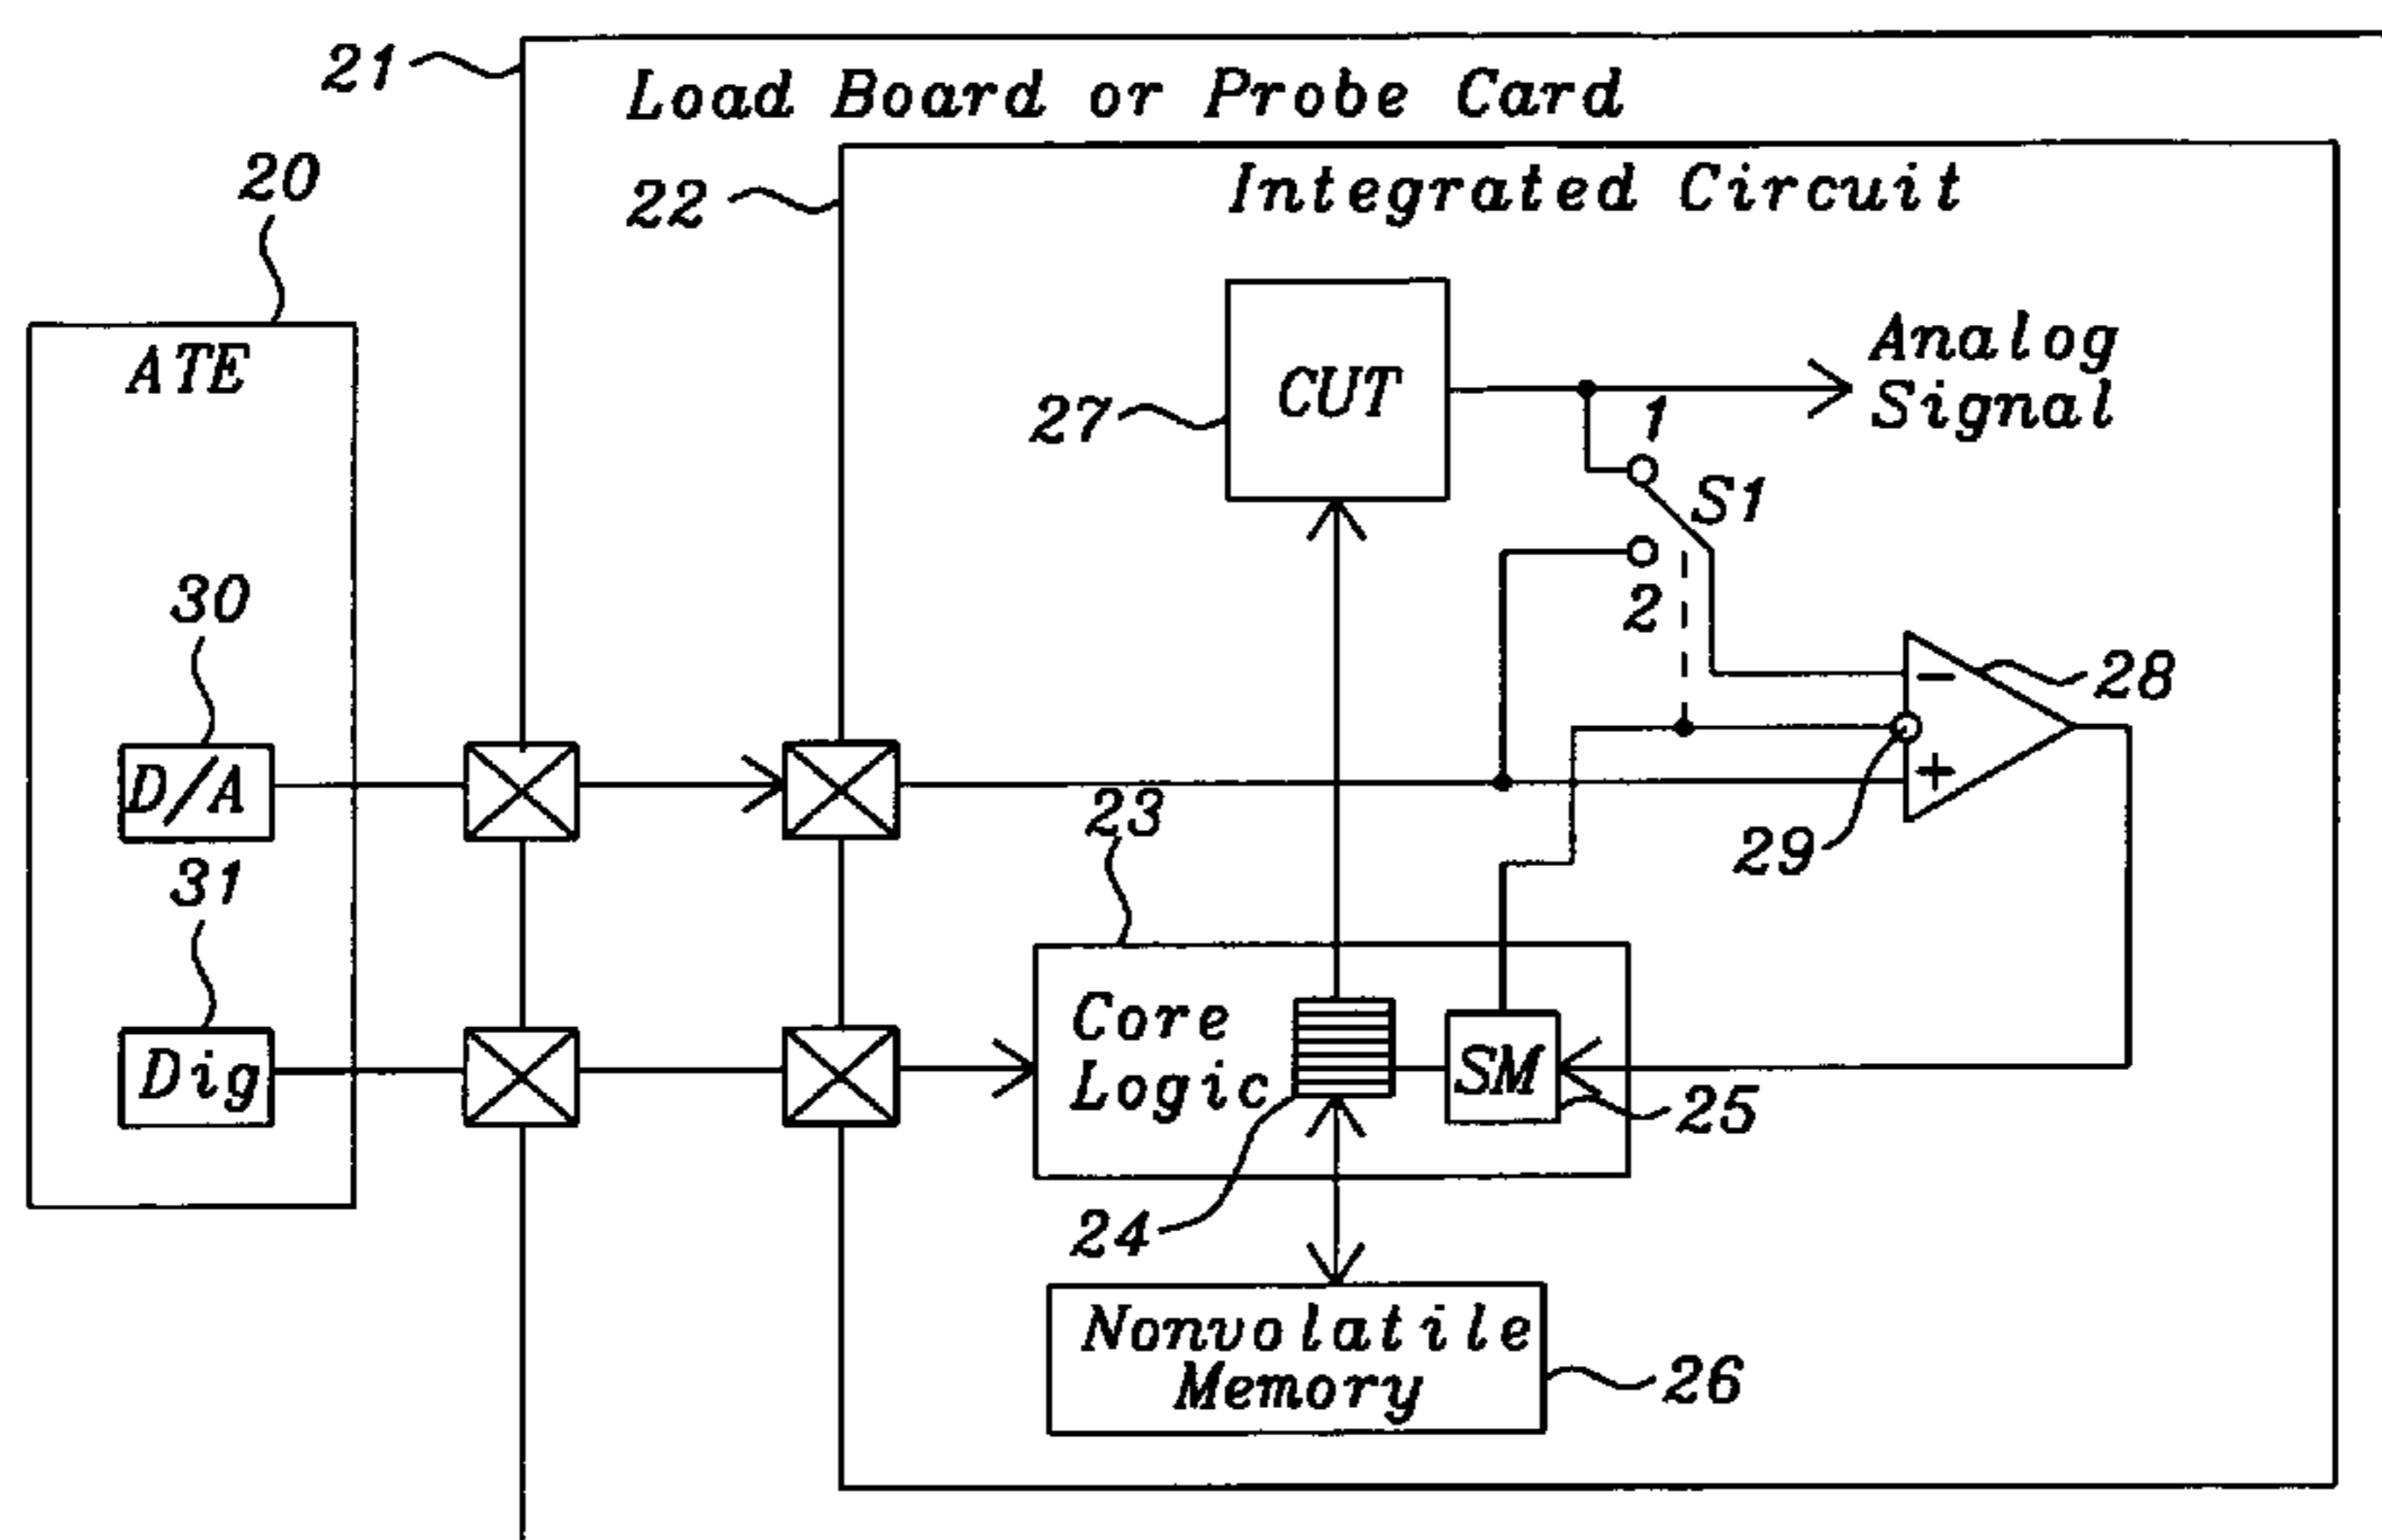 21
Load Board or Probe Card
20
22
Integrated Circuit
ATE
27
CUT
Analog
Signal
1
S1
2
30
D/A
28
-
+
29
23
31
Dig
Core
Logic
SM
25
24
Nonvolatile
Memory
26